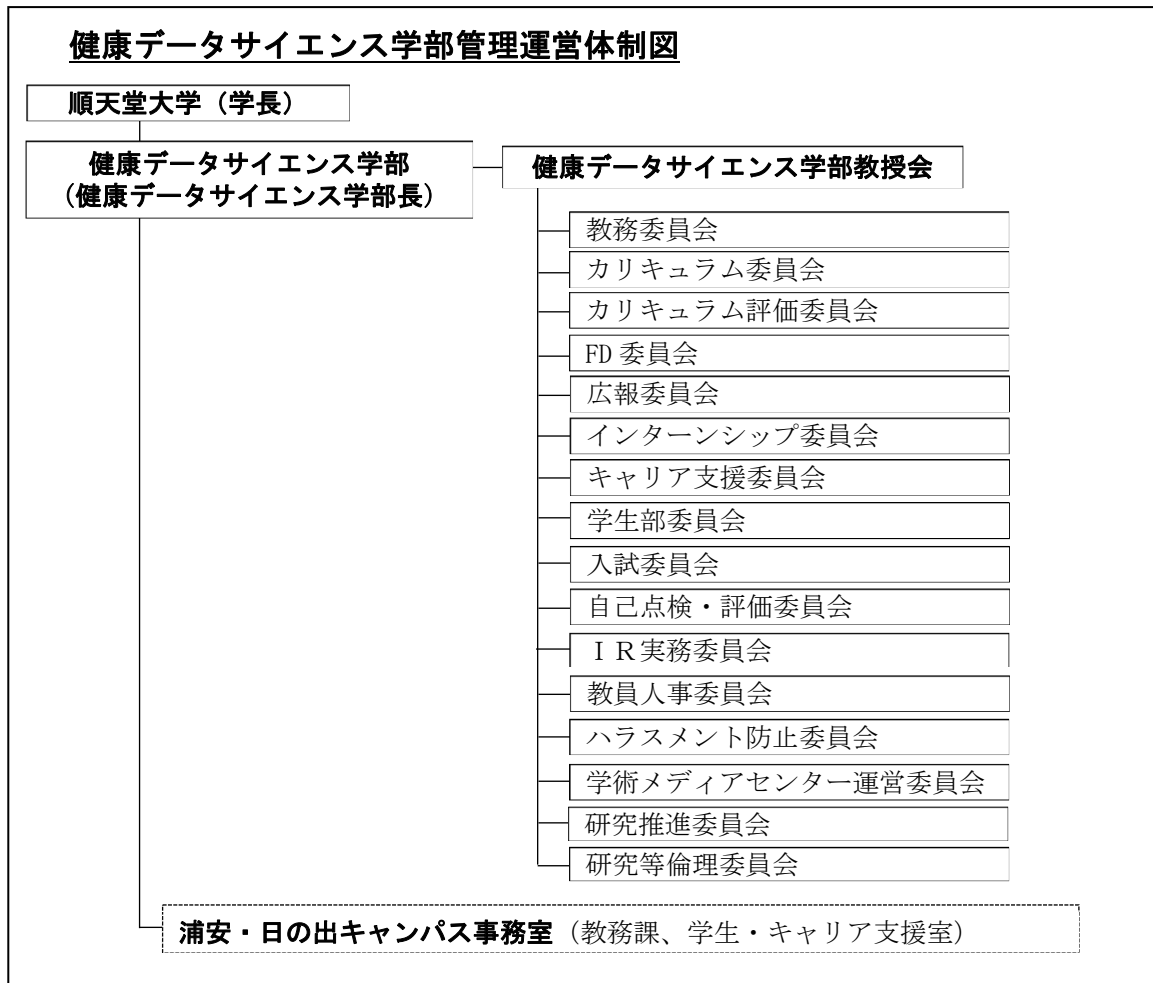 健康データサイエンス学部管理運営体制図
順天堂大学（学長）
健康データサイエンス学部
（健康データサイエンス学部長）
健康データサイエンス学部教授会
教務委員会
カリキュラム委員会
カリキュラム評価委員会
FD 委員会
広報委員会
インターンシップ委員会
キャリア支援委員会
学生部委員会
入試委員会
自己点検・評価委員会
ＩＲ実務委員会
教員人事委員会
ハラスメント防止委員会
学術メディアセンター運営委員会
研究推進委員会
研究等倫理委員会
浦安・日の出キャンパス事務室（教務課、学生・キャリア支援室）